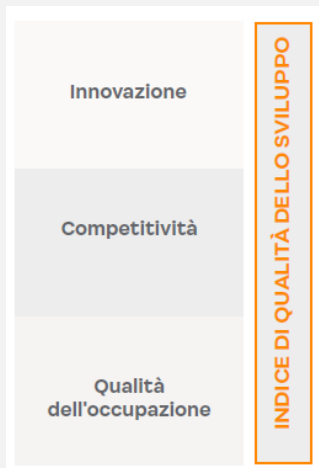 Innovazione
Competitività
Qualità
dell'occupazione
INDICE DI QUALITÀ DELLO SVILUPPO